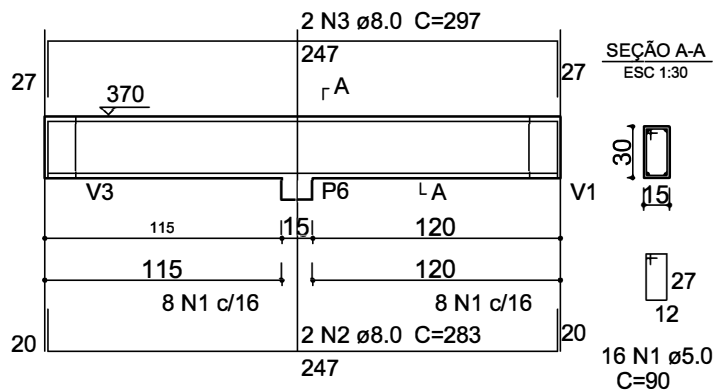 2 N3 ø8.0 C=297
247
27
27
370
┌ A
SEÇÃO A-A
ESC 1:30
30
15
V3
P6
└ A
V1
115
15
120
115
120
8 N1 c/16
8 N1 c/16
27
12
20
2 N2 ø8.0 C=283
20
247
16 N1 ø5.0
C=90